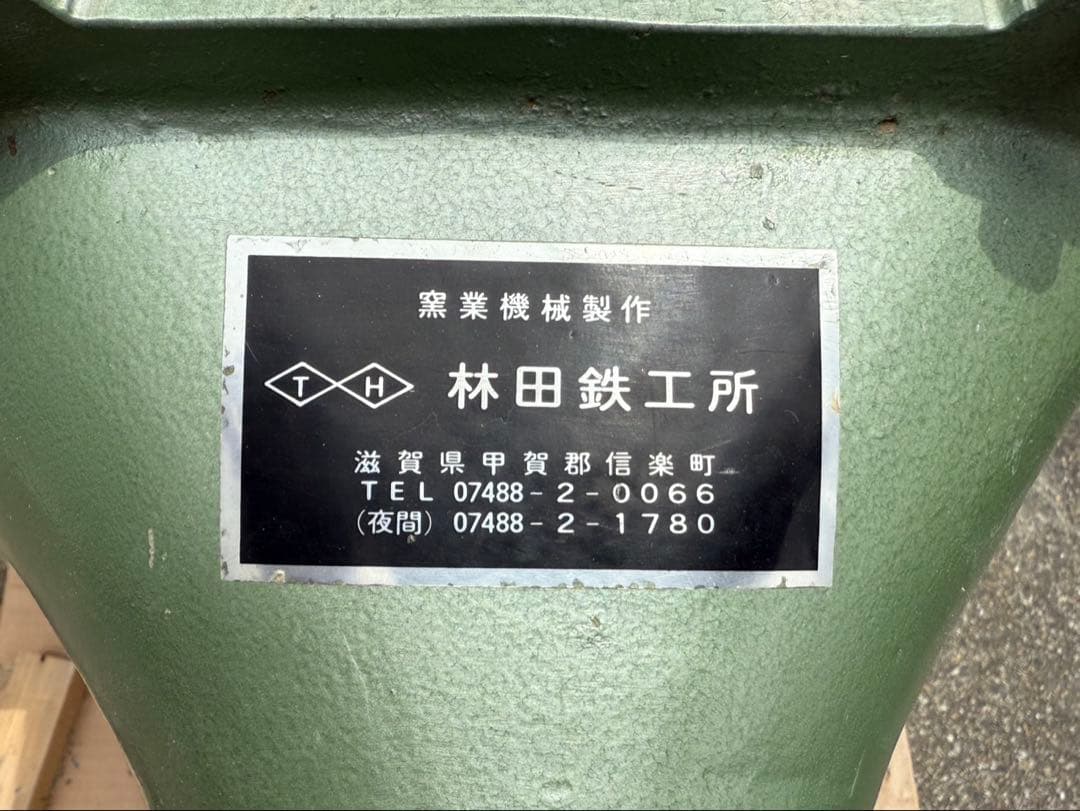 窯業機械製作
TH 林田鉄工所
滋賀県甲賀郡信楽町
TEL 07488-2-0066
(夜間) 07488-2-1780